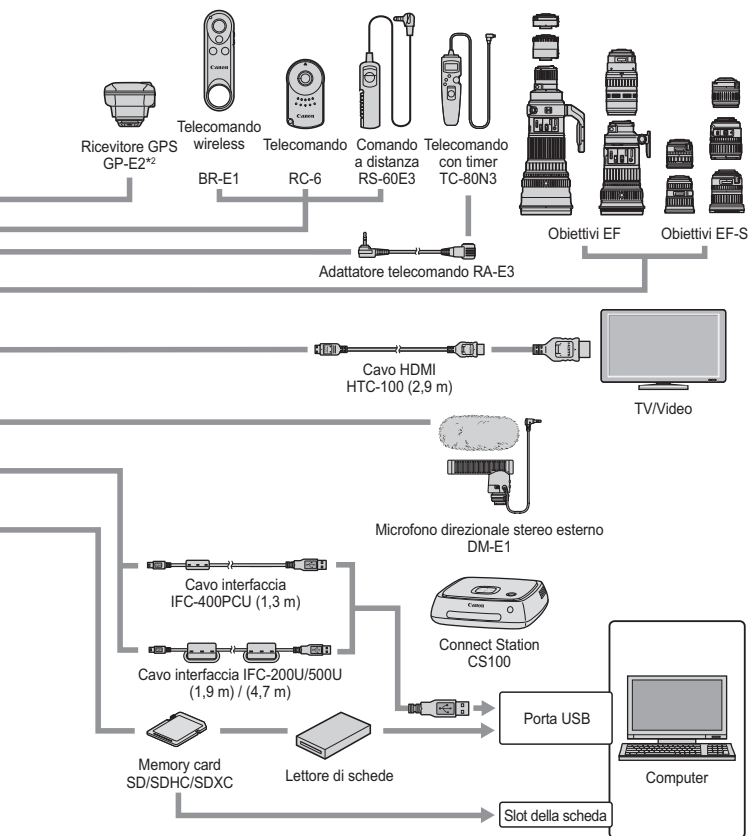 Canon
Canon
Ricevitore GPS
GP-E2*2
Telecomando
wireless
BR-E1
Telecomando
RC-6
Comando
a distanza
RS-60E3
Telecomando
con timer
TC-80N3
Obiettivi EF
Obiettivi EF-S
Adattatore telecomando RA-E3
Cavo HDMI
HTC-100 (2,9 m)
TV/Video
Microfono direzionale stereo esterno
DM-E1
Cavo interfaccia
IFC-400PCU (1,3 m)
Canon
Connect Station
CS100
Cavo interfaccia IFC-200U/500U
(1,9 m) / (4,7 m)
Porta USB
Memory card
SD/SDHC/SDXC
Lettore di schede
Computer
Slot della scheda